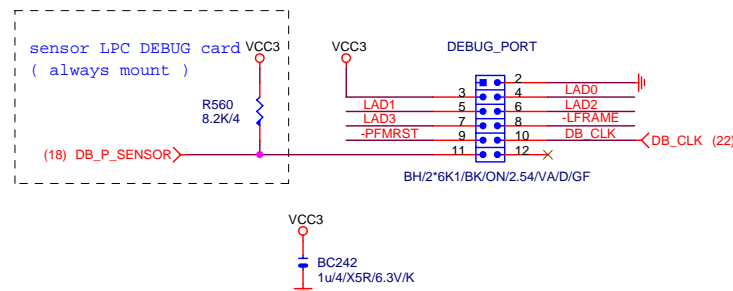 sensor LPC DEBUG card
( always mount )
VCC3
VCC3
DEBUG_PORT
R560
8.2K/4
2
3
4
LAD0
LAD1
5
6
LAD2
LAD3
7
8
-LFRAME
-PFMRST
9
10
DB_CLK
DB_CLK (22)
(18) DB_P_SENSOR
11
12
BH/2*6K1/BK/ON/2.54/VA/D/GF
VCC3
BC242
1u/4/X5R/6.3V/K